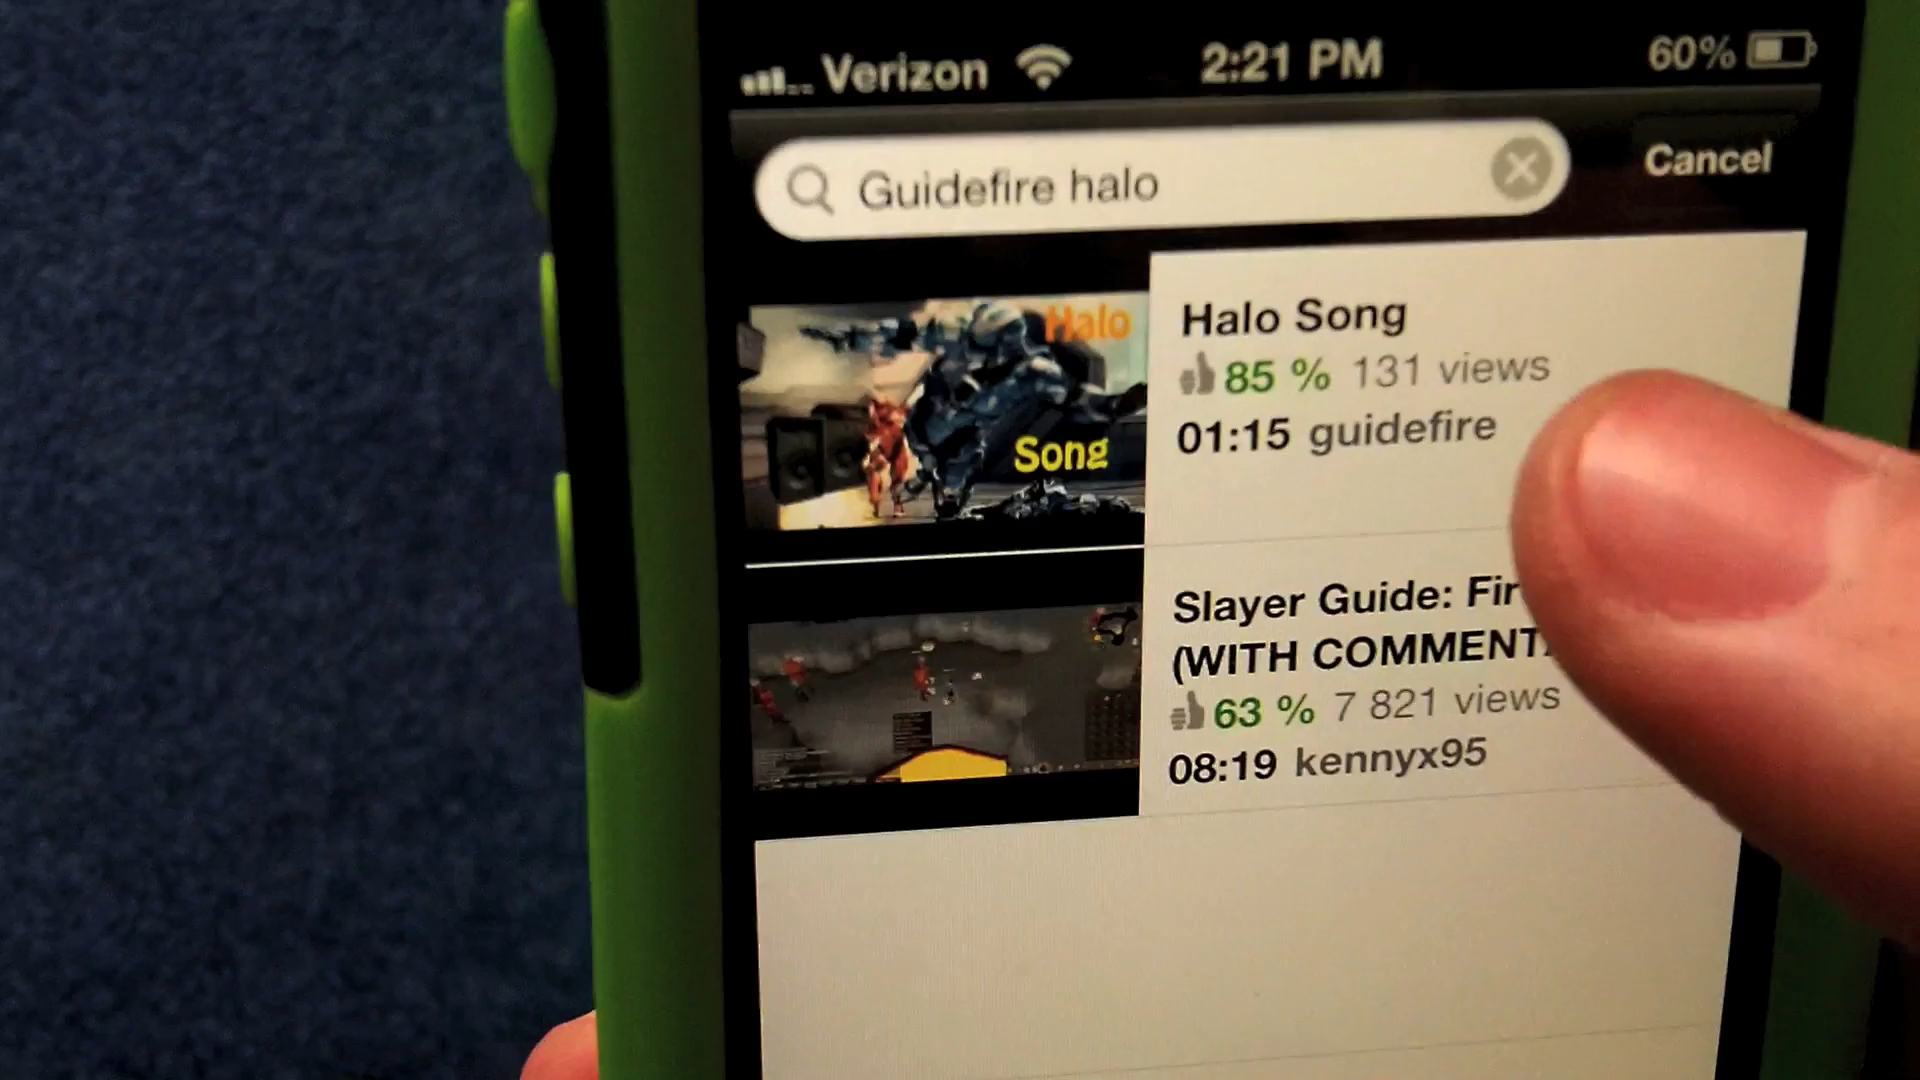 Verizon 2:21 PM 60%
Guidefire halo
Cancel
Halo
Song
Halo Song
85 % 131 views
01:15 guidefire
Slayer Guide: Fir
(WITH COMMENT
63 % 7 821 views
08:19 kennyx95